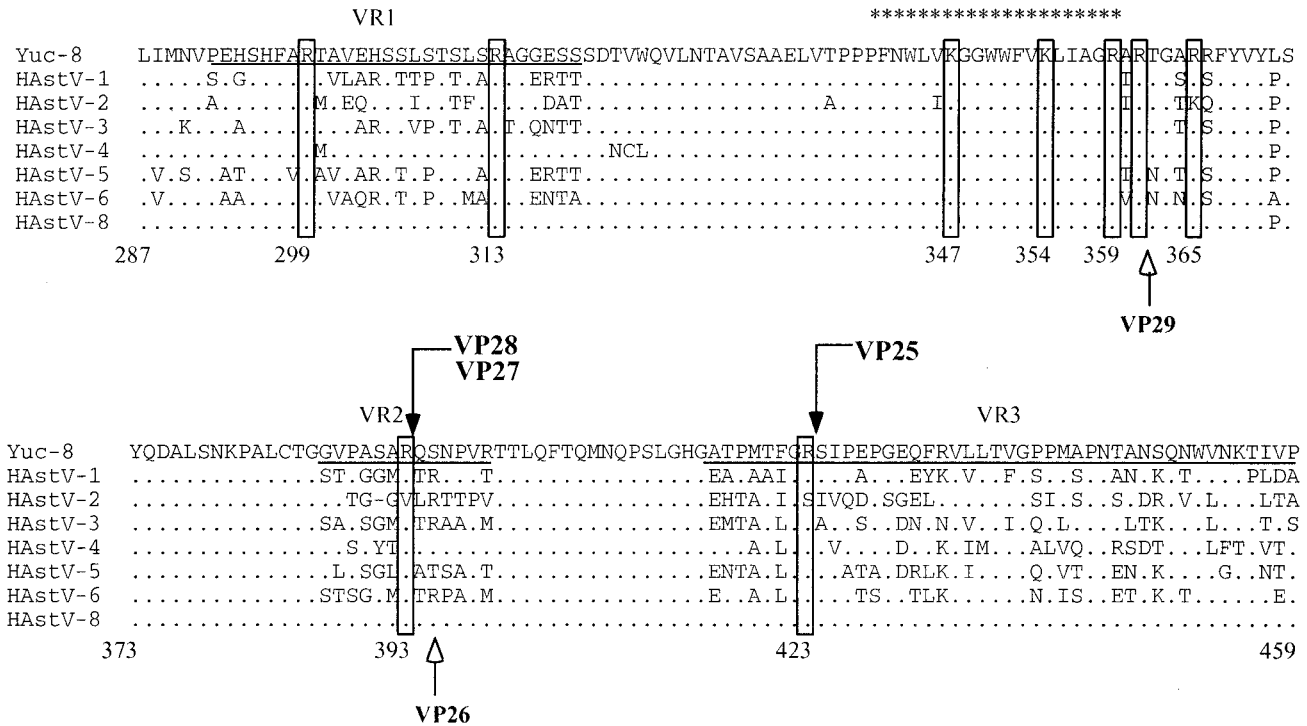 VR1
********************
Yuc-8 LIMNVPEHSHFARTAVEHSSLSTSLSRAGGESSSDTVWQVLNTAVSAAELVTPPPFNWLVKGGWWFVKLIAGRARTGARRFYVYLS
HAstV-1 .....S.G......VLAR.TTP.T.A...ERTT........................................I...S.S....P.
HAstV-2 .....A.......M.EQ...I..TF.....DAT..................A.......I.............I...TKQ....P.
HAstV-3 ...K...A........AR..VP.T.A.T.QNTT............................................T.S....P.
HAstV-4 .............M.....................NCL..............................................P.
HAstV-5 .V.S..AT...V.AV.AR.T.P...A...ERTT........................................I.N.T.S....P.
HAstV-6 .V....AA......VAQR.T.P..MA...ENTA........................................V.N.N.S....A.
HAstV-8 ....................................................................................P.
287 299 313 347 354 359 365
VP29
VP28
VP27
VP25
VR2 VR3
Yuc-8 YQDALSNKPALCTGGVPASARQSNPVRTTLQFTQMNQPSLGHGATPMTFGRSIPEPGEQFRVLLTVGPPMAPNTANSQNWVNKTIVP
HAstV-1 ..............ST.GGM.TR...T................EA.AAI.....A...EYK.V..F.S..S..AN.K.T....PLDA
HAstV-2 ................TG-GVLRTTPV................EHTA.I.SIVQD.SGEL.......SI.S..S.DR.V.L...LTA
HAstV-3 ..............SA.SGM.TRAA.M................EMTA.L..A..S..DN.N.V..I.Q.L....LTK...L...T.S
HAstV-4 ................S.YT..........................A.L...V....D..K.IM...ALVQ..RSDT...LFT.VT.
HAstV-5 ...............L.SGL.ATSA.T................ENTA.L...ATA..DRLK.I....Q.VT..EN.K....N..NT.
HAstV-6 ..............STSG.M.TRPA.M................E..A.L....TS...TLK......N.IS..ET.K.T......E.
HAstV-8 .......................................................................................
373 393 423 459
VP26